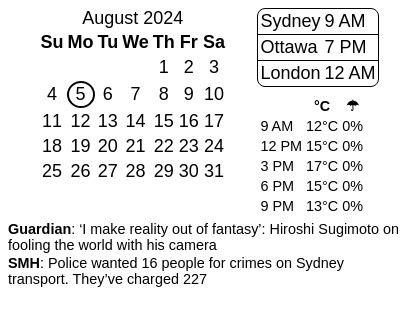 August 2024
Su Mo Tu We Th Fr Sa
1 2 3
4 5 6 7 8 9 10
11 12 13 14 15 16 17
18 19 20 21 22 23 24
25 26 27 28 29 30 31
Sydney 9 AM
Ottawa 7 PM
London 12 AM
°C ☂
9 AM 12°C 0%
12 PM 15°C 0%
3 PM 17°C 0%
6 PM 15°C 0%
9 PM 13°C 0%
Guardian: ‘I make reality out of fantasy’: Hiroshi Sugimoto on
fooling the world with his camera
SMH: Police wanted 16 people for crimes on Sydney
transport. They’ve charged 227